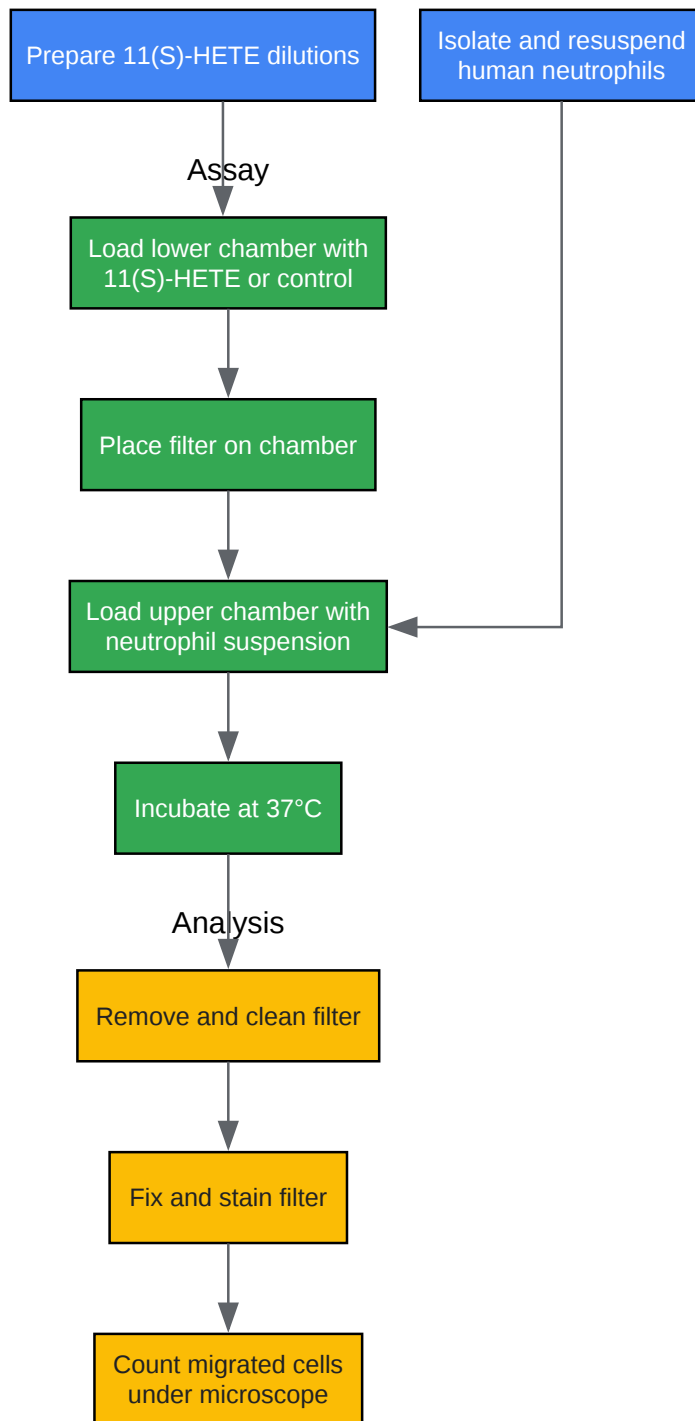 Prepare 11(S)-HETE dilutions
Isolate and resuspend
human neutrophils
Assay
Load lower chamber with
11(S)-HETE or control
Place filter on chamber
Load upper chamber with
neutrophil suspension
Incubate at 37°C
Analysis
Remove and clean filter
Fix and stain filter
Count migrated cells
under microscope